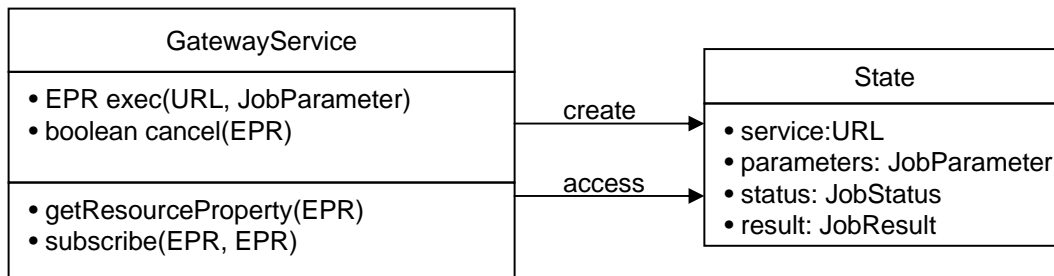 GatewayService
• EPR exec(URL, JobParameter)
• boolean cancel(EPR)
• getResourceProperty(EPR)
• subscribe(EPR, EPR)
create
access
State
• service:URL
• parameters: JobParameter
• status: JobStatus
• result: JobResult